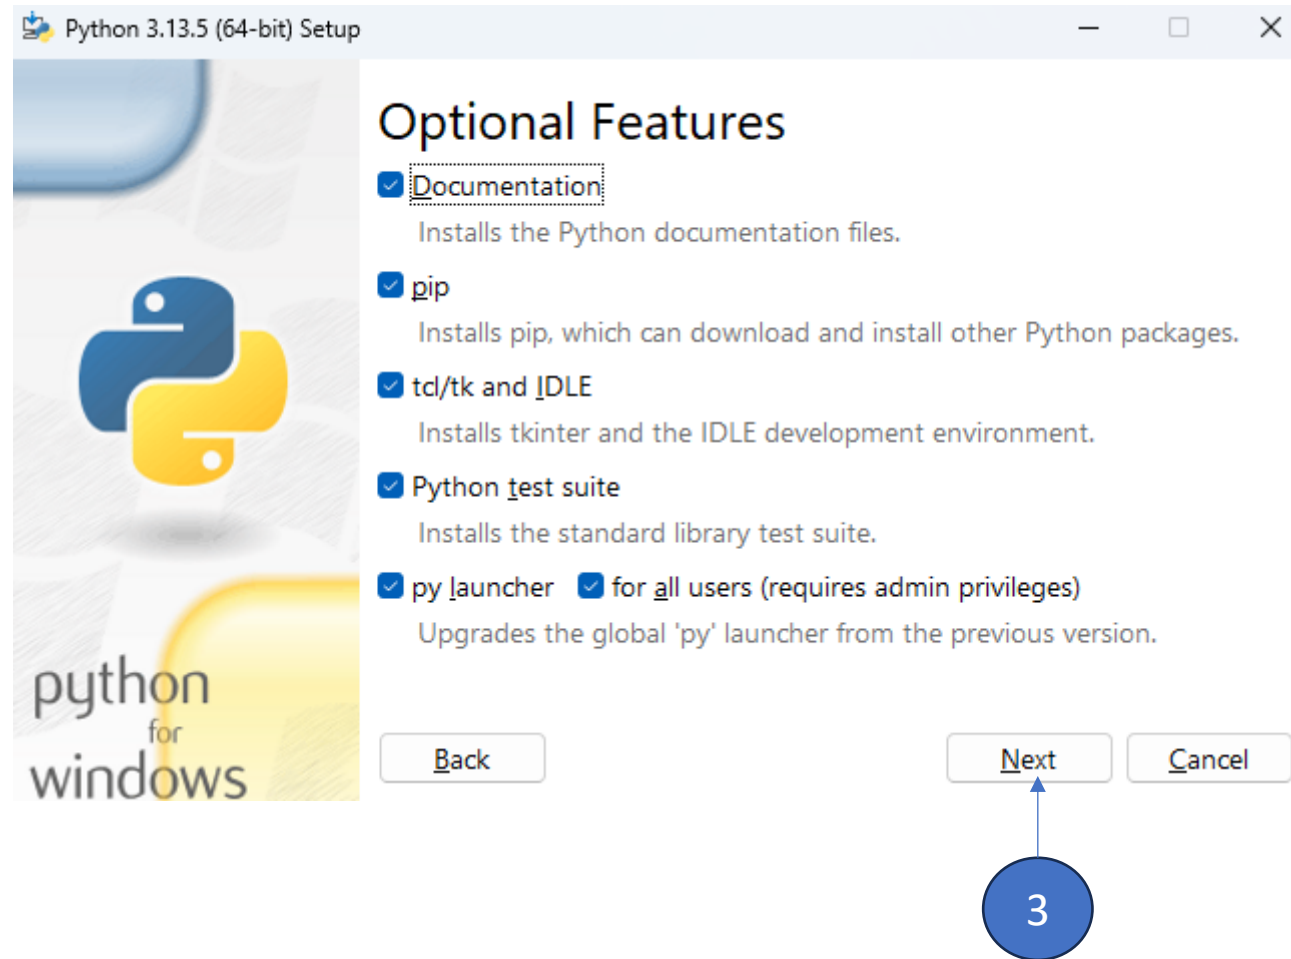 Python 3.13.5 (64-bit) Setup
Optional Features
Documentation
Installs the Python documentation files.
pip
Installs pip, which can download and install other Python packages.
tcl/tk and IDLE
Installs tkinter and the IDLE development environment.
Python test suite
Installs the standard library test suite.
py launcher for all users (requires admin privileges)
Upgrades the global 'py' launcher from the previous version.
python
for
windows
Back Next Cancel
3